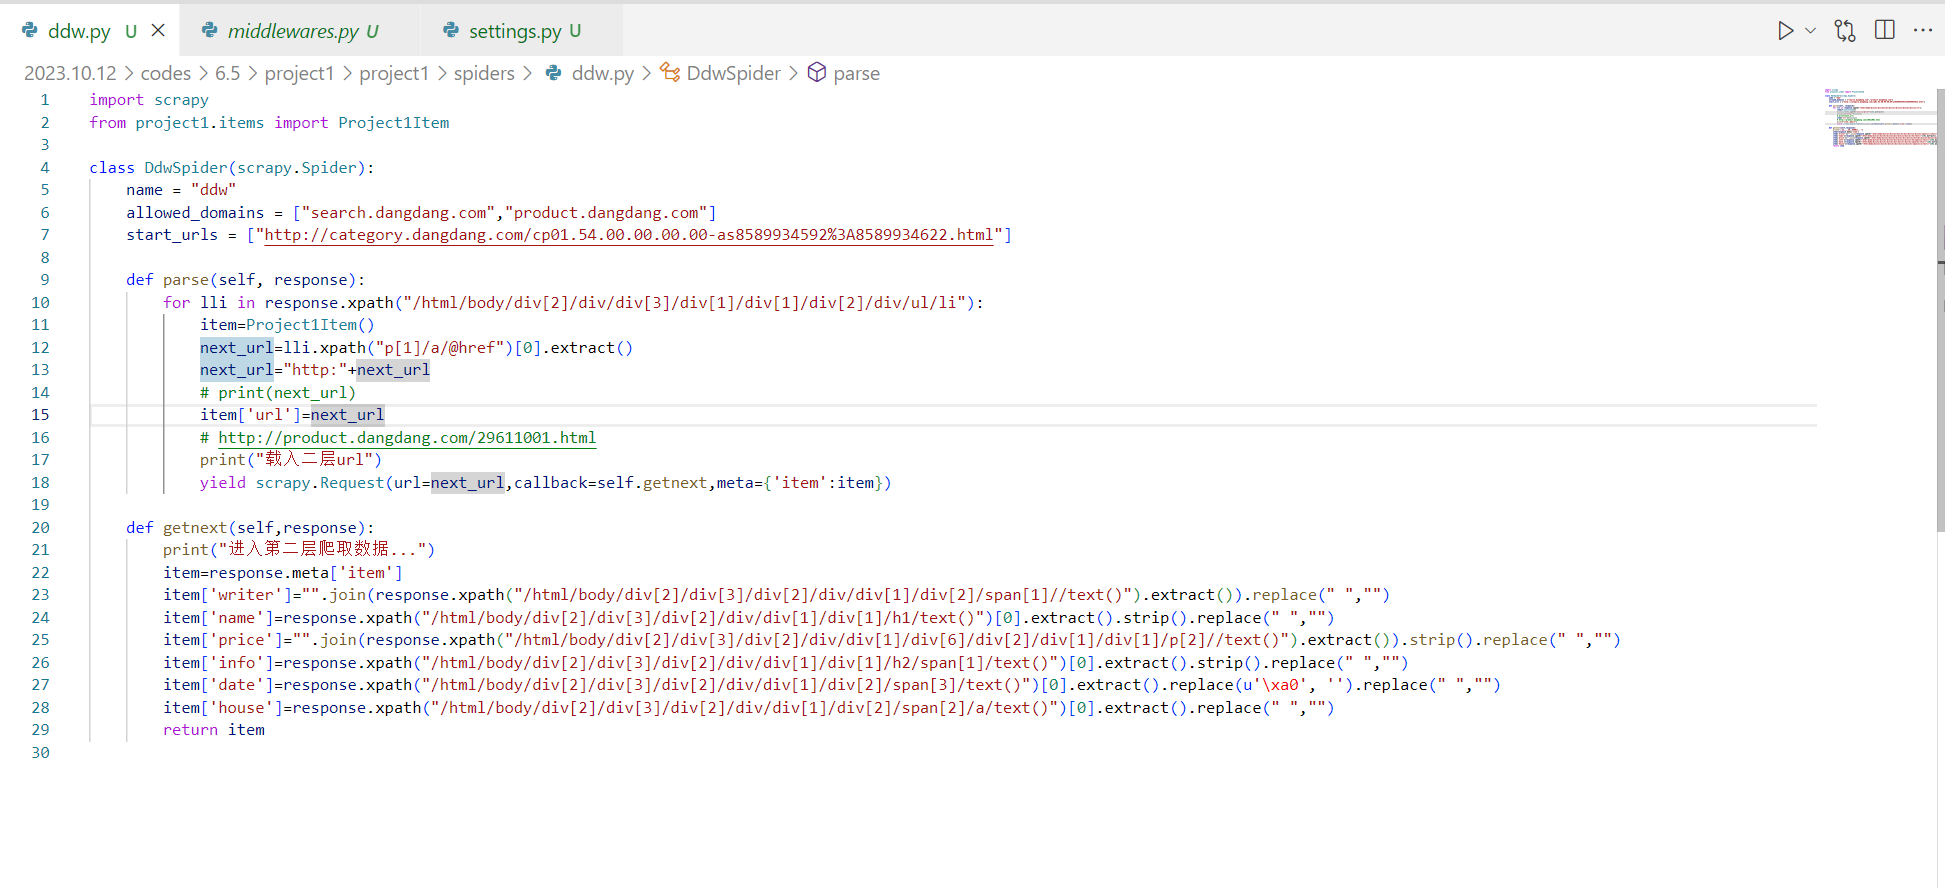 ddw.py U
middlewares.py U
settings.py U
2023.10.12 > codes > 6.5 > project1 > project1 > spiders > ddw.py > DdwSpider > parse
1 import scrapy
2 from project1.items import Project1Item
3
4 class DdwSpider(scrapy.Spider):
5 name = "ddw"
6 allowed_domains = ["search.dangdang.com","product.dangdang.com"]
7 start_urls = ["http://category.dangdang.com/cp01.54.00.00.00.00-as8589934592%3A8589934622.html"]
8
9 def parse(self, response):
10 for lli in response.xpath("/html/body/div[2]/div/div[3]/div[1]/div[1]/div[2]/div/ul/li"):
11 item=Project1Item()
12 next_url=lli.xpath("p[1]/a/@href")[0].extract()
13 next_url="http:"+next_url
14 # print(next_url)
15 item['url']=next_url
16 # http://product.dangdang.com/29611001.html
17 print("载入二层url")
18 yield scrapy.Request(url=next_url,callback=self.getnext,meta={'item':item})
19
20 def getnext(self,response):
21 print("进入第二层爬取数据...")
22 item=response.meta['item']
23 item['writer']="".join(response.xpath("/html/body/div[2]/div[3]/div[2]/div/div[1]/div[2]/span[1]//text()").extract()).replace(" ","")
24 item['name']=response.xpath("/html/body/div[2]/div[3]/div[2]/div/div[1]/div[1]/h1/text()")[0].extract().strip().replace(" ","")
25 item['price']="".join(response.xpath("/html/body/div[2]/div[3]/div[2]/div/div[1]/div[6]/div[2]/div[1]/div[1]/p[2]//text()").extract()).strip().replace(" ","")
26 item['info']=response.xpath("/html/body/div[2]/div[3]/div[2]/div/div[1]/div[1]/h2/span[1]/text()")[0].extract().strip().replace(" ","")
27 item['date']=response.xpath("/html/body/div[2]/div[3]/div[2]/div/div[1]/div[2]/span[3]/text()")[0].extract().replace(u'\xa0', '').replace(" ","")
28 item['house']=response.xpath("/html/body/div[2]/div[3]/div[2]/div/div[1]/div[2]/span[2]/a/text()")[0].extract().replace(" ","")
29 return item
30